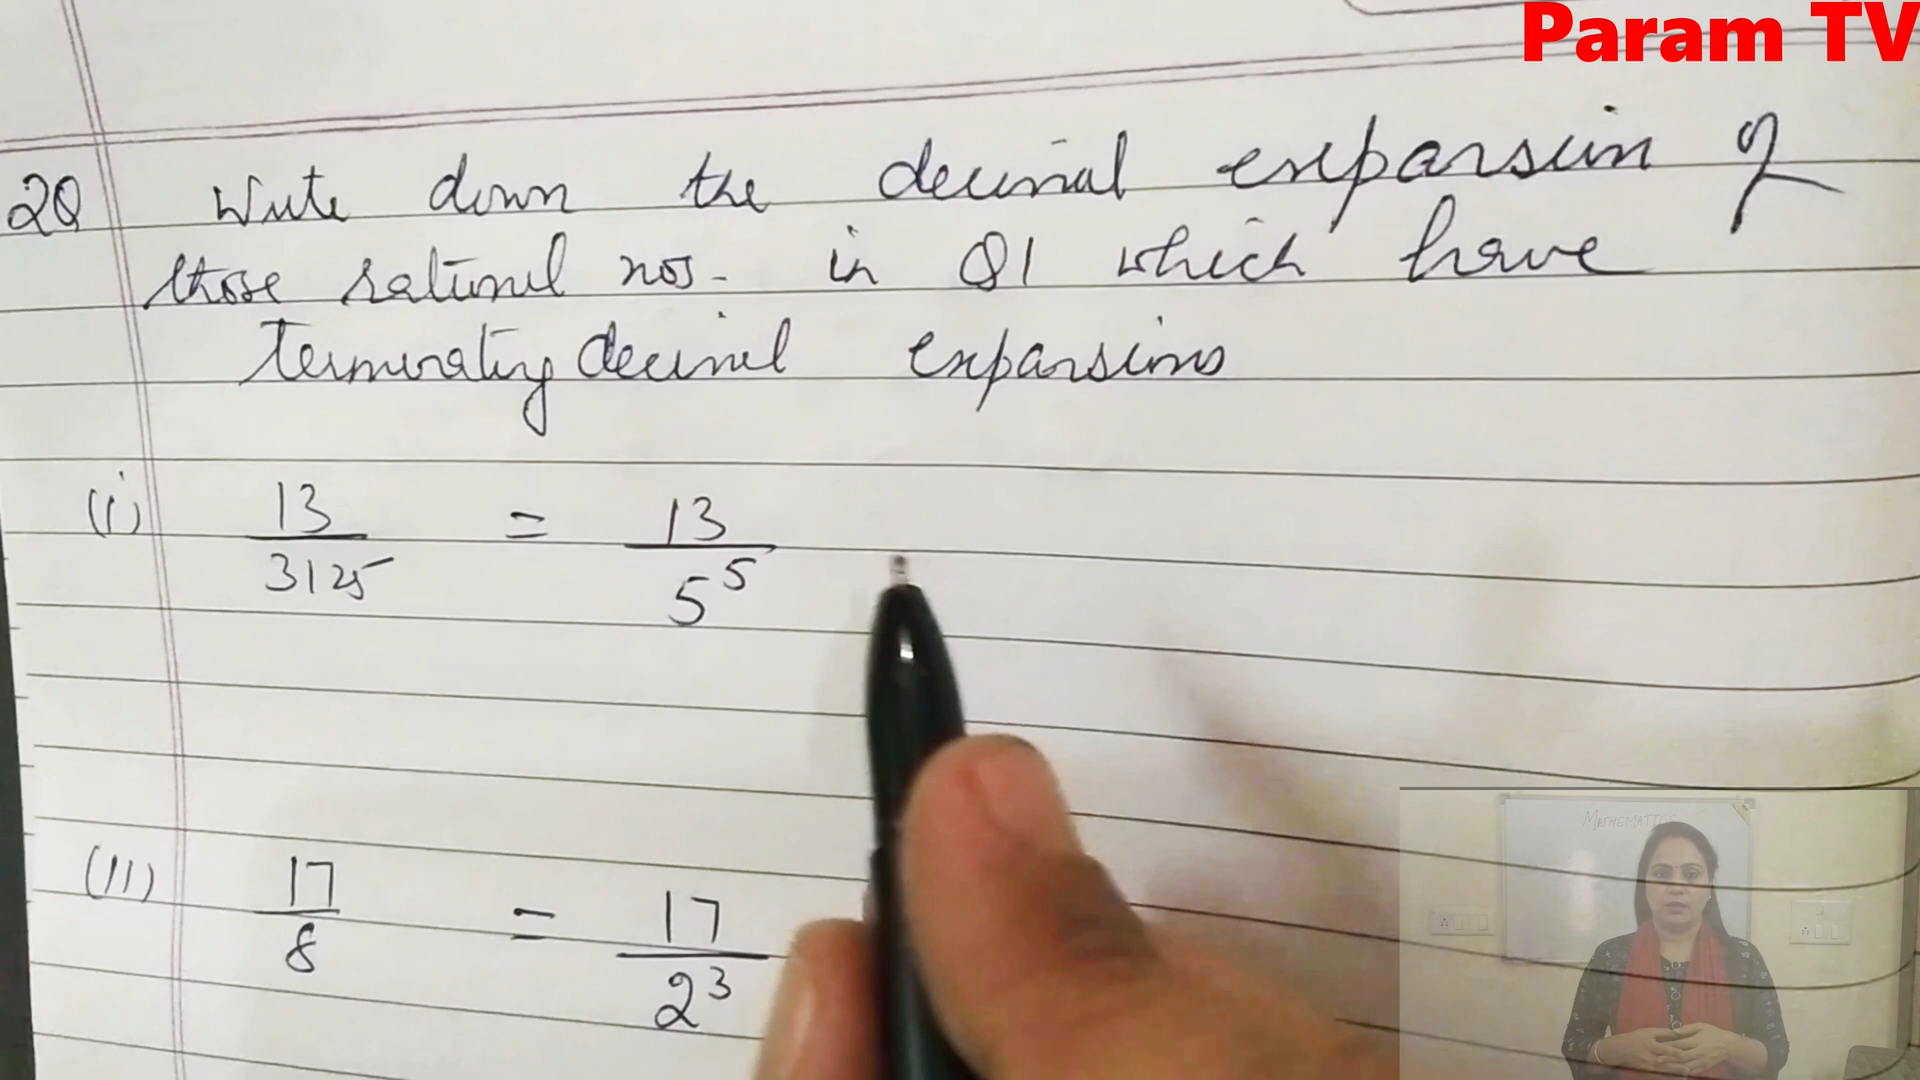 Param TV
2Q Write down the decimal expansion of
those rational nos. in Q1 which have
terminating decimal expansions
(i) 13/3125 = 13/5^5
(II) 17/8 = 17/2^3
MATHEMATICS